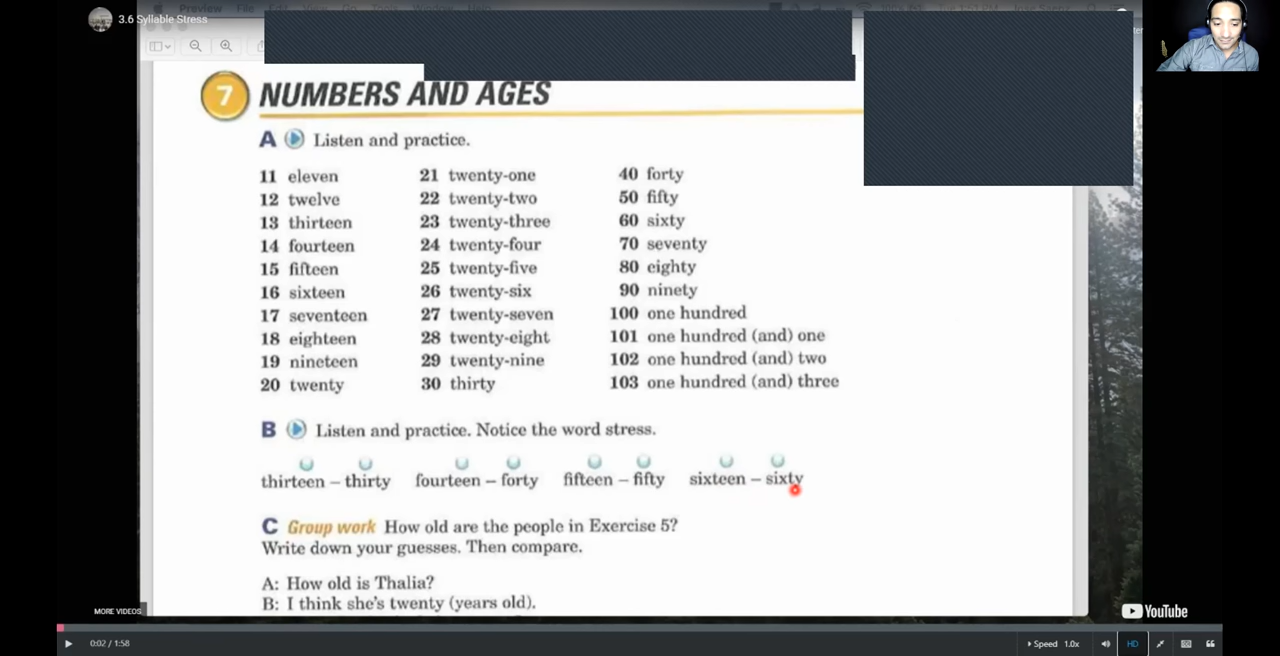 3.6 Syllable Stress
7 NUMBERS AND AGES
A Listen and practice.
11 eleven
12 twelve
13 thirteen
14 fourteen
15 fifteen
16 sixteen
17 seventeen
18 eighteen
19 nineteen
20 twenty
21 twenty-one
22 twenty-two
23 twenty-three
24 twenty-four
25 twenty-five
26 twenty-six
27 twenty-seven
28 twenty-eight
29 twenty-nine
30 thirty
40 forty
50 fifty
60 sixty
70 seventy
80 eighty
90 ninety
100 one hundred
101 one hundred (and) one
102 one hundred (and) two
103 one hundred (and) three
B Listen and practice. Notice the word stress.
thirteen – thirty fourteen – forty fifteen – fifty sixteen – sixty
C Group work How old are the people in Exercise 5?
Write down your guesses. Then compare.
A: How old is Thalia?
B: I think she's twenty (years old).
MORE VIDEOS
YouTube
0:02 / 1:58
Speed 1.0x
HD